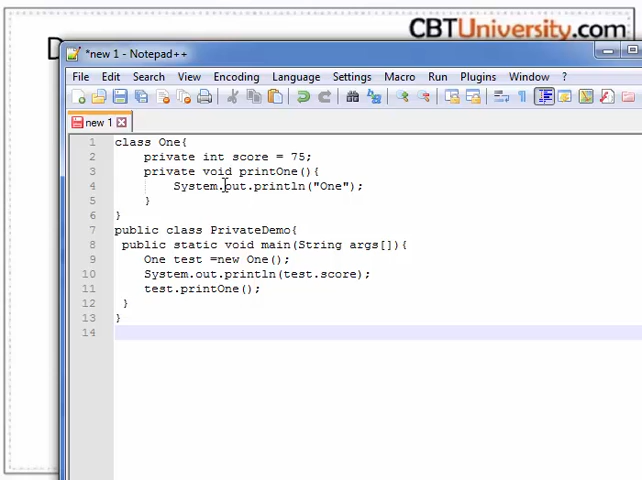 CBTUniversity.com
D
*new 1 - Notepad++
File Edit Search View Encoding Language Settings Macro Run Plugins Window ?
new 1
1 class One{
2 private int score = 75;
3 private void printOne(){
4 System.out.println("One");
5 }
6 }
7 public class PrivateDemo{
8 public static void main(String args[]){
9 One test =new One();
10 System.out.println(test.score);
11 test.printOne();
12 }
13 }
14